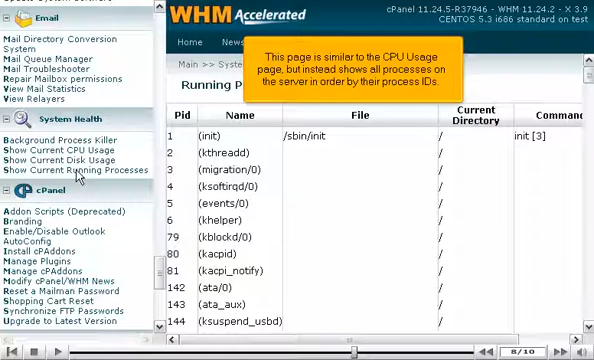 Email
Mail Directory Conversion
System
Mail Queue Manager
Mail Troubleshooter
Repair Mailbox permissions
View Mail Statistics
View Relayers
System Health
Background Process Killer
Show Current CPU Usage
Show Current Disk Usage
Show Current Running Processes
cPanel
Addon Scripts (Deprecated)
Branding
Enable/Disable Outlook
AutoConfig
Install cPAddons
Manage Plugins
Manage cPAddons
Modify cPanel/WHM News
Reset a Mailman Password
Shopping Cart Reset
Synchronize FTP Passwords
Upgrade to Latest Version
WHM Accelerated
cPanel 11.24.5-R37946 - WHM 11.24.2 - X 3.9
CENTOS 5.3 i686 standard on test
Home News
This page is similar to the CPU Usage
page, but instead shows all processes on
the server in order by their process IDs.
Main >> Syste
Running P
Pid Name File Current Directory Comman
1 (init) /sbin/init / init [3]
2 (kthreadd) /
3 (migration/0) /
4 (ksoftirqd/0) /
5 (events/0) /
6 (khelper) /
79 (kblockd/0) /
80 (kacpid) /
81 (kacpi_notify) /
142 (ata/0) /
143 (ata_aux) /
144 (ksuspend_usbd) /
8/10